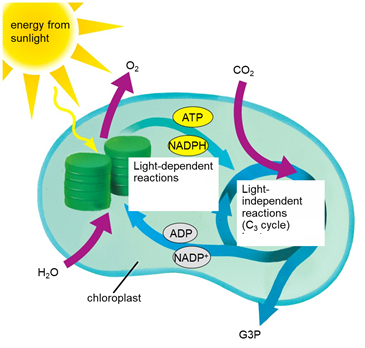 energy from
sunlight
O₂
CO₂
ATP
NADPH
Light-dependent
reactions
Light-
independent
reactions
(C₃ cycle)
ADP
NADP⁺
H₂O
chloroplast
G3P